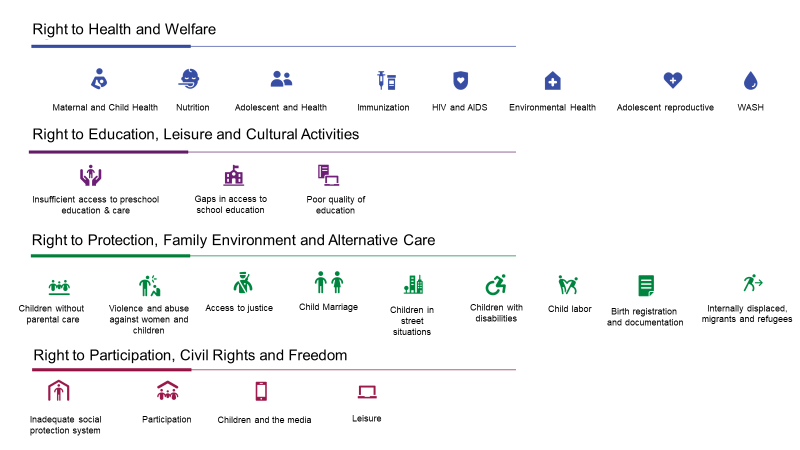 Right to Health and Welfare
Maternal and Child Health
Nutrition
Adolescent and Health
Immunization
HIV and AIDS
Environmental Health
Adolescent reproductive
WASH
Right to Education, Leisure and Cultural Activities
Insufficient access to preschool
education & care
Gaps in access to
school education
Poor quality of
education
Right to Protection, Family Environment and Alternative Care
Children without
parental care
Violence and abuse
against women and
children
Access to justice
Child Marriage
Children in
street
situations
Children with
disabilities
Child labor
Birth registration
and documentation
Internally displaced,
migrants and refugees
Right to Participation, Civil Rights and Freedom
Inadequate social
protection system
Participation
Children and the media
Leisure